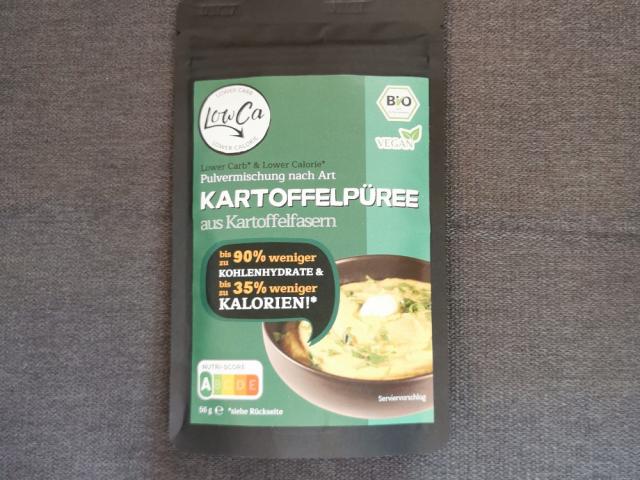 LOWER CARB
LowCa
LOWER CALORIE
BIO
VEGAN
Lower Carb* & Lower Calorie*
Pulvermischung nach Art
KARTOFFELPÜREE
aus Kartoffelfasern
bis zu 90% weniger
KOHLENHYDRATE &
bis zu 35% weniger
KALORIEN!*
NUTRI-SCORE
A B C D E
Serviervorschlag
66 g ℮ *siehe Rückseite